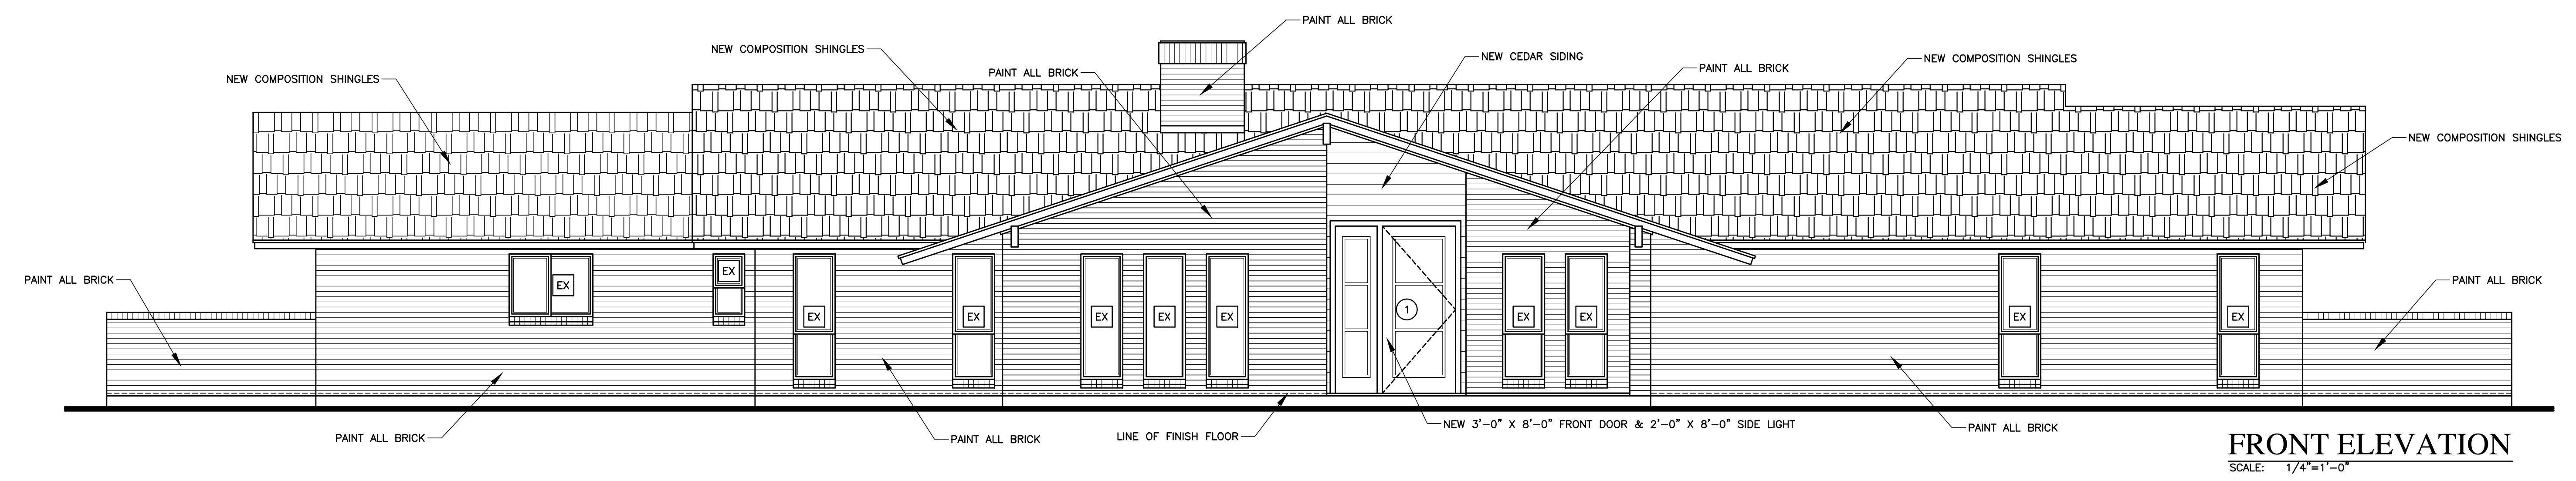 PAINT ALL BRICK
NEW COMPOSITION SHINGLES
NEW CEDAR SIDING
NEW COMPOSITION SHINGLES
PAINT ALL BRICK
PAINT ALL BRICK
NEW COMPOSITION SHINGLES
NEW COMPOSITION SHINGLES
PAINT ALL BRICK
EX
EX
PAINT ALL BRICK
EX
EX
EX
EX
EX
EX
1
EX
EX
EX
EX
NEW 3'-0" X 8'-0" FRONT DOOR & 2'-0" X 8'-0" SIDE LIGHT
PAINT ALL BRICK
PAINT ALL BRICK
LINE OF FINISH FLOOR
PAINT ALL BRICK
FRONT ELEVATION
SCALE: 1/4"=1'-0"